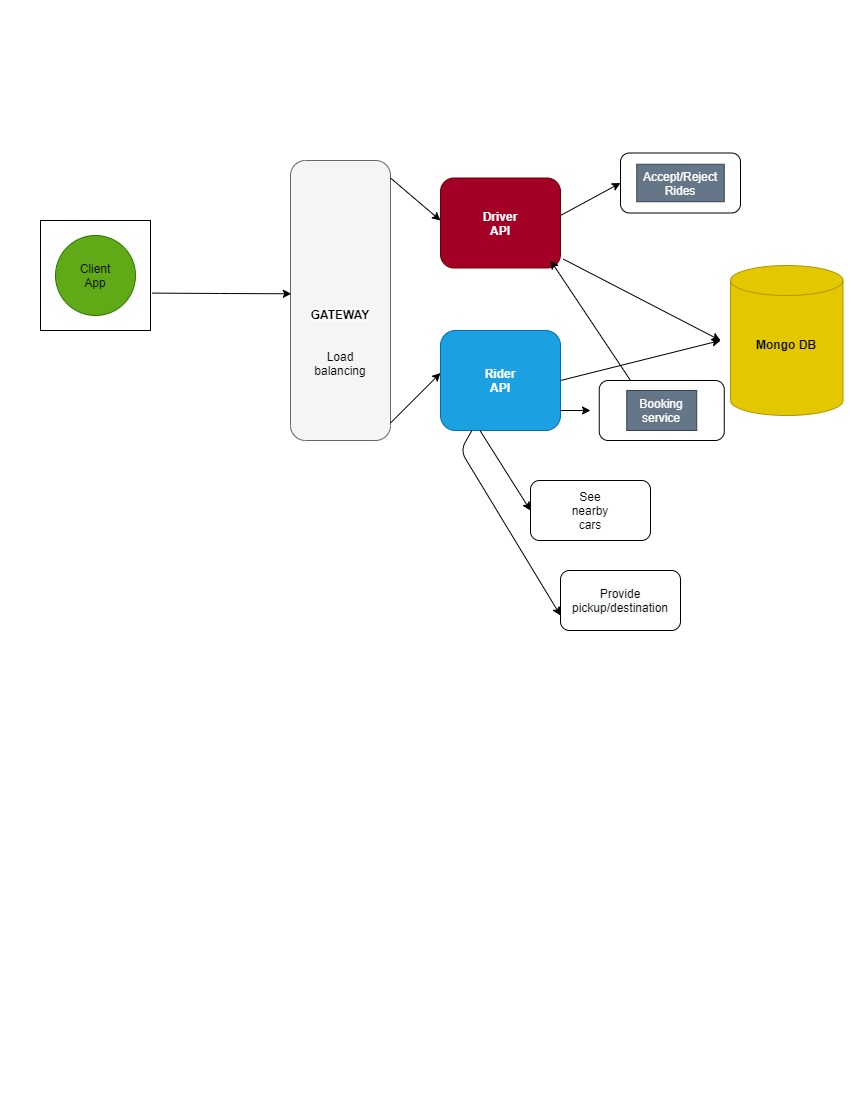 Client
App
GATEWAY
Load
balancing
Driver
API
Rider
API
Accept/Reject
Rides
Mongo DB
Booking
service
See
nearby
cars
Provide
pickup/destination